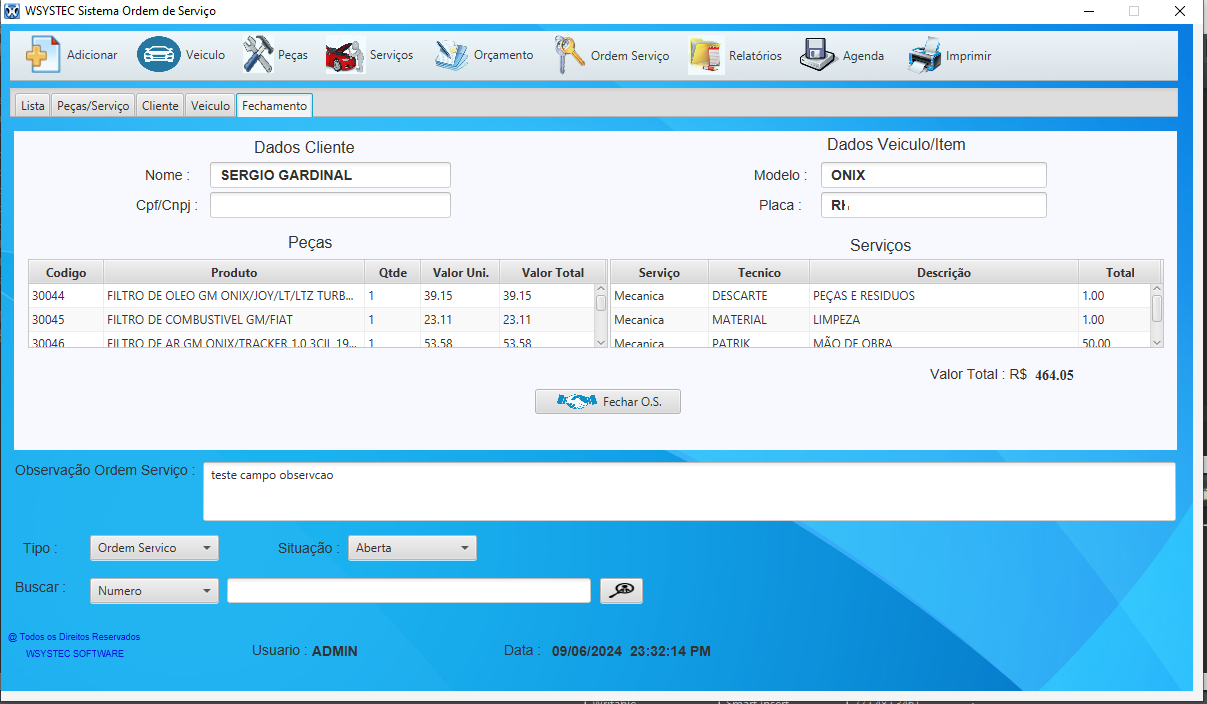 WSYSTEC Sistema Ordem de Serviço
Adicionar Veiculo Peças Serviços Orçamento Ordem Serviço Relatórios Agenda Imprimir
Lista Peças/Serviço Cliente Veiculo Fechamento
Dados Cliente Dados Veiculo/Item
Nome : SERGIO GARDINAL Modelo : ONIX
Cpf/Cnpj : Placa :
Peças Serviços
Codigo Produto Qtde Valor Uni. Valor Total Serviço Tecnico Descrição Total
30044 FILTRO DE OLEO GM ONIX/JOY/LT/LTZ TURB... 1 39.15 39.15 Mecanica DESCARTE PEÇAS E RESIDUOS 1.00
30045 FILTRO DE COMBUSTIVEL GM/FIAT 1 23.11 23.11 Mecanica MATERIAL LIMPEZA 1.00
30046 FILTRO DE AR GM ONIX/TRACKER 1.0 3CIL 19... 1 53.58 53.58 Mecanica PATRIK MÃO DE OBRA 50.00
Valor Total : R$ 464.05
Fechar O.S.
Observação Ordem Serviço : teste campo observcao
Tipo : Ordem Servico Situação : Aberta
Buscar : Numero
@ Todos os Direitos Reservados
WSYSTEC SOFTWARE
Usuario : ADMIN Data : 09/06/2024 23:32:14 PM